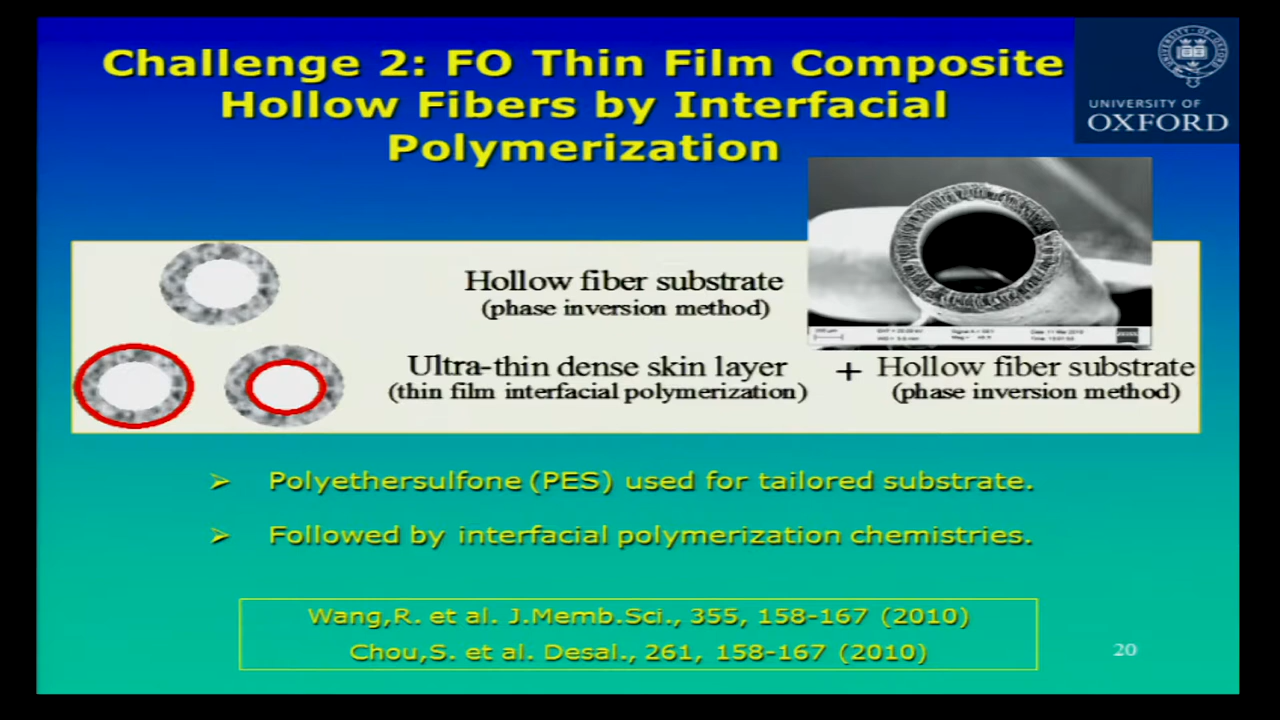 Challenge 2: FO Thin Film Composite
Hollow Fibers by Interfacial
Polymerization
UNIVERSITY OF
OXFORD
Hollow fiber substrate
(phase inversion method)
Ultra-thin dense skin layer + Hollow fiber substrate
(thin film interfacial polymerization) (phase inversion method)
➢ Polyethersulfone (PES) used for tailored substrate.
➢ Followed by interfacial polymerization chemistries.
Wang,R. et al. J.Memb.Sci., 355, 158-167 (2010)
Chou,S. et al. Desal., 261, 158-167 (2010)
20